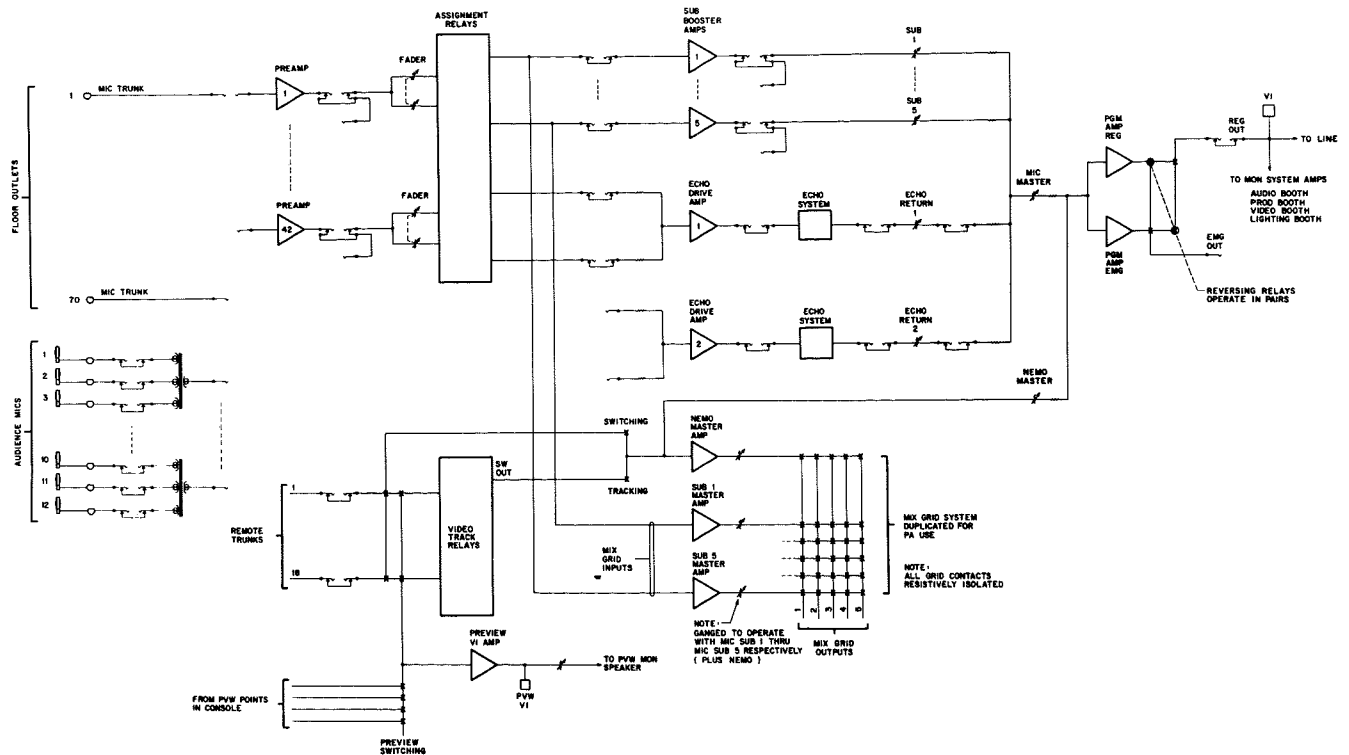 ASSIGNMENT
RELAYS
SUB
BOOSTER
AMPS
1
SUB
1
PREAMP
1
FADER
FLOOR OUTLETS
1
MIC TRUNK
5
SUB
5
PGM
AMP
REG
REG
OUT
VI
TO LINE
TO MON SYSTEM AMPS
AUDIO BOOTH
PROD BOOTH
VIDEO BOOTH
LIGHTING BOOTH
MIC
MASTER
PREAMP
42
FADER
ECHO
DRIVE
AMP
1
ECHO
SYSTEM
ECHO
RETURN
1
PGM
AMP
EMG
EMG
OUT
REVERSING RELAYS
OPERATE IN PAIRS
70
MIC TRUNK
ECHO
DRIVE
AMP
2
ECHO
SYSTEM
ECHO
RETURN
2
AUDIENCE MICS
1
2
3
10
11
12
NEMO
MASTER
SWITCHING
SW
OUT
TRACKING
NEMO
MASTER
AMP
REMOTE
TRUNKS
1
18
VIDEO
TRACK
RELAYS
MIX
GRID
INPUTS
SUB 1
MASTER
AMP
SUB 5
MASTER
AMP
MIX GRID SYSTEM
DUPLICATED FOR
PA USE
NOTE:
ALL GRID CONTACTS
RESISTIVELY ISOLATED
1
2
3
4
5
MIX GRID
OUTPUTS
NOTE:
GANGED TO OPERATE
WITH MIC SUB 1 THRU
MIC SUB 5 RESPECTIVELY
( PLUS NEMO )
PREVIEW
VI AMP
TO PVW MON
SPEAKER
PVW
VI
FROM PVW POINTS
IN CONSOLE
PREVIEW
SWITCHING